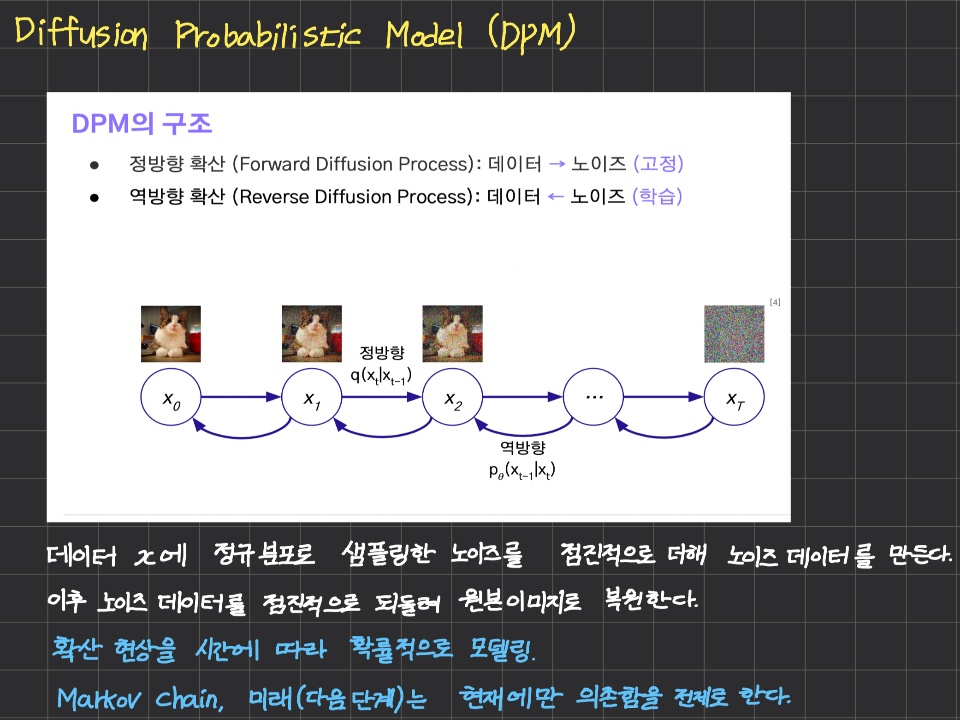 Diffusion Probabilistic Model (DPM)
DPM의 구조
● 정방향 확산 (Forward Diffusion Process): 데이터 → 노이즈 (고정)
● 역방향 확산 (Reverse Diffusion Process): 데이터 ← 노이즈 (학습)
[4]
정방향
q(x_t|x_{t-1})
x_0 x_1 x_2 ... x_T
역방향
p_θ(x_{t-1}|x_t)
데이터 x에 정규분포로 샘플링한 노이즈를 점진적으로 더해 노이즈 데이터를 만든다.
이후 노이즈 데이터를 점진적으로 되돌려 원본이미지로 복원한다.
확산 현상을 시간에 따라 확률적으로 모델링.
Markov Chain, 미래(다음단계)는 현재에만 의존함을 전제로 한다.